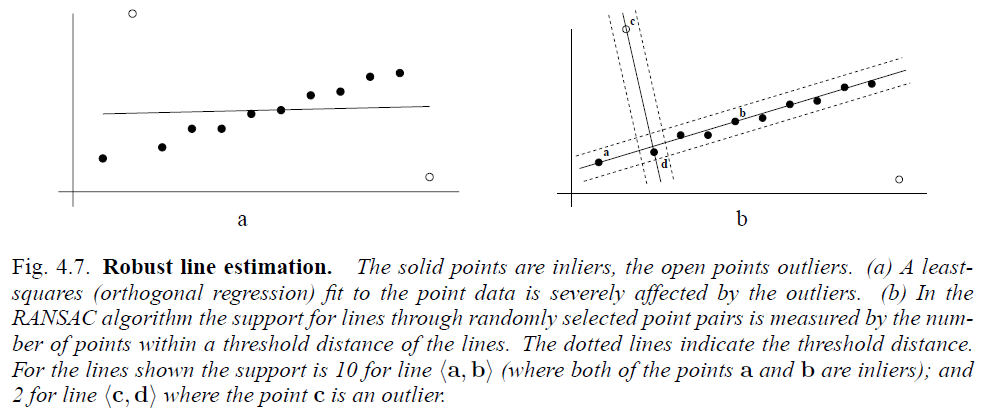 c
a
b
d
a
b
Fig. 4.7. Robust line estimation. The solid points are inliers, the open points outliers. (a) A least-
squares (orthogonal regression) fit to the point data is severely affected by the outliers. (b) In the
RANSAC algorithm the support for lines through randomly selected point pairs is measured by the num-
ber of points within a threshold distance of the lines. The dotted lines indicate the threshold distance.
For the lines shown the support is 10 for line ⟨a, b⟩ (where both of the points a and b are inliers); and
2 for line ⟨c, d⟩ where the point c is an outlier.